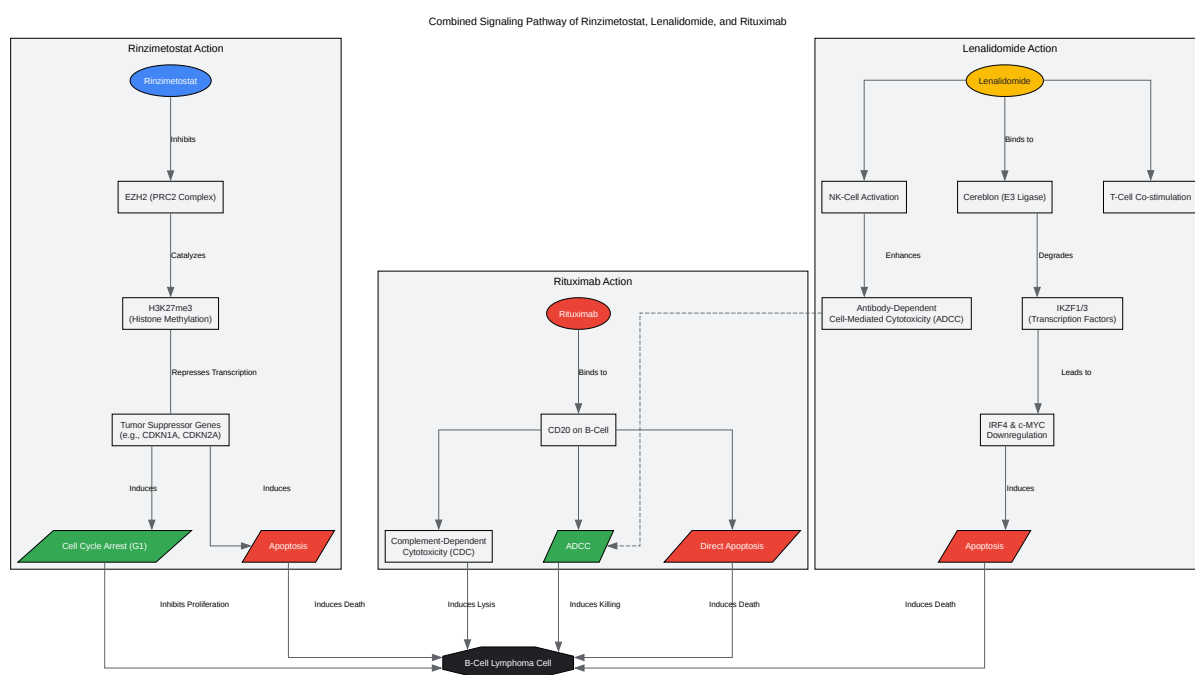 Combined Signaling Pathway of Rinzimetostat, Lenalidomide, and Rituximab
Rinzimetostat Action
Rinzimetostat
Inhibits
EZH2 (PRC2 Complex)
Catalyzes
H3K27me3
(Histone Methylation)
Represses Transcription
Tumor Suppressor Genes
(e.g., CDKN1A, CDKN2A)
Induces
Induces
Cell Cycle Arrest (G1)
Apoptosis
Inhibits Proliferation
Induces Death
Rituximab Action
Rituximab
Binds to
CD20 on B-Cell
Complement-Dependent
Cytotoxicity (CDC)
ADCC
Direct Apoptosis
Induces Lysis
Induces Killing
Induces Death
Lenalidomide Action
Lenalidomide
Binds to
NK-Cell Activation
Cereblon (E3 Ligase)
T-Cell Co-stimulation
Enhances
Degrades
Antibody-Dependent
Cell-Mediated Cytotoxicity (ADCC)
IKZF1/3
(Transcription Factors)
Leads to
IRF4 & c-MYC
Downregulation
Induces
Apoptosis
Induces Death
B-Cell Lymphoma Cell